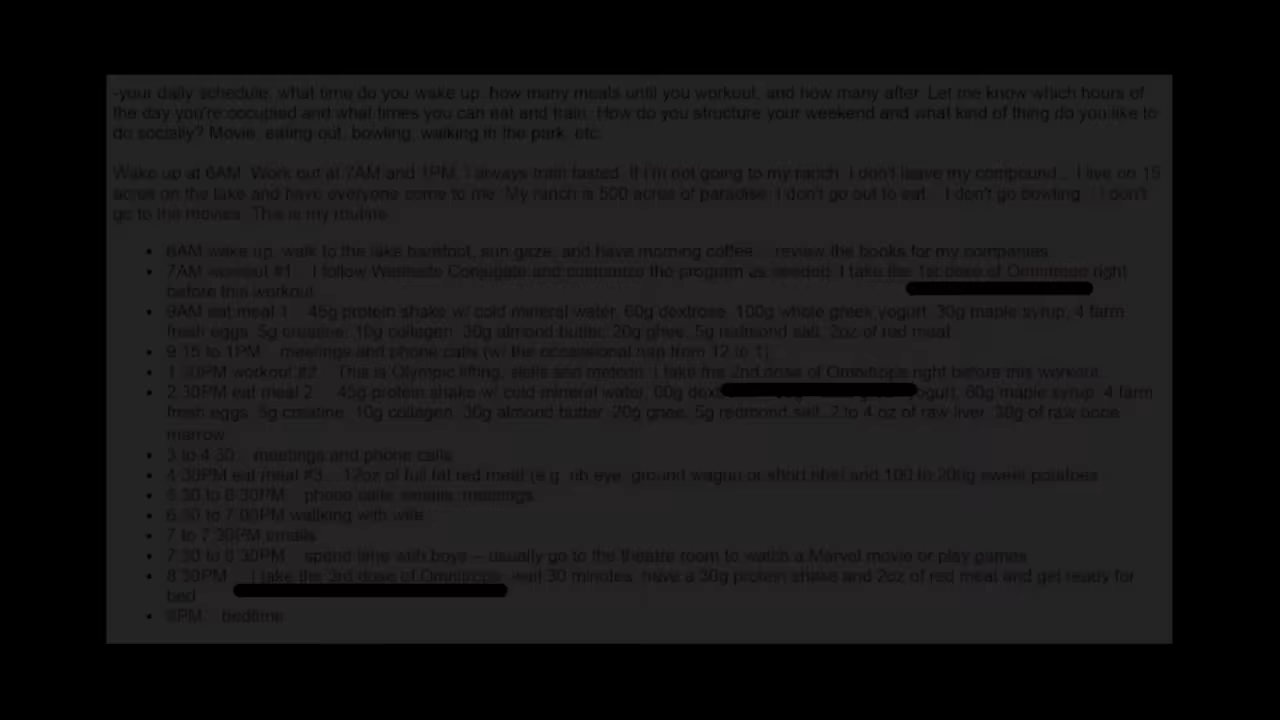 -your daily schedule: what time do you wake up, how many meals until you workout, and how many after. Let me know which hours of
the day you're occupied and what times you can eat and train. How do you structure your weekend and what kind of thing do you like to
do socially? Movie, eating out, bowling, walking in the park, etc.
Wake up at 6AM. Work out at 7AM and 1PM. I always train fasted. If I'm not going to my ranch, I don't leave my compound... I live on 15
acres on the lake and have everyone come to me. My ranch is 500 acres of paradise. I don't go out to eat... I don't go bowling... I don't
go to the movies. This is my routine.
• 6AM wake up, walk to the lake barefoot, sun gaze, and have morning coffee... review the books for my companies.
• 7AM workout #1... I follow Westside Conjugate and customize the program as needed. I take the 1st dose of Omnitrope right
before this workout.
• 9AM eat meal 1... 45g protein shake w/ cold mineral water, 60g dextrose, 100g whole greek yogurt, 30g maple syrup, 4 farm
fresh eggs, 5g creatine, 10g collagen, 30g almond butter, 20g ghee, 5g redmond salt, 2oz of red meat
• 9:15 to 1PM... meetings and phone calls (w/ the occasional nap from 12 to 1)
• 1:30PM workout #2... This is Olympic lifting, sleds and metcon. I take the 2nd dose of Omnitrope right before this workout.
• 2:30PM eat meal 2... 45g protein shake w/ cold mineral water, 60g yogurt, 60g maple syrup, 4 farm
fresh eggs, 5g creatine, 10g collagen, 30g almond butter, 20g ghee, 5g redmond salt, 2 to 4 oz of raw liver, 30g of raw bone
marrow
• 3 to 4:30... meetings and phone calls
• 4:30PM eat meal #3... 12oz of full fat red meat (e.g. rib eye, ground wagyu or short ribs) and 100 to 200g sweet potatoes
• to 6:30PM... phone calls, emails, meetings
• 6:30 to 7:00PM walking with wife
• 7 to 7:30PM emails
• 7:30 to 8:30PM... spend time with boys -- usually go to the theatre room to watch a Marvel movie or play games
• 8:30PM... I take the 3rd dose of Omnitrope, wait 30 minutes, have a 30g protein shake and 2oz of red meat and get ready for
bed
• 9PM... bedtime